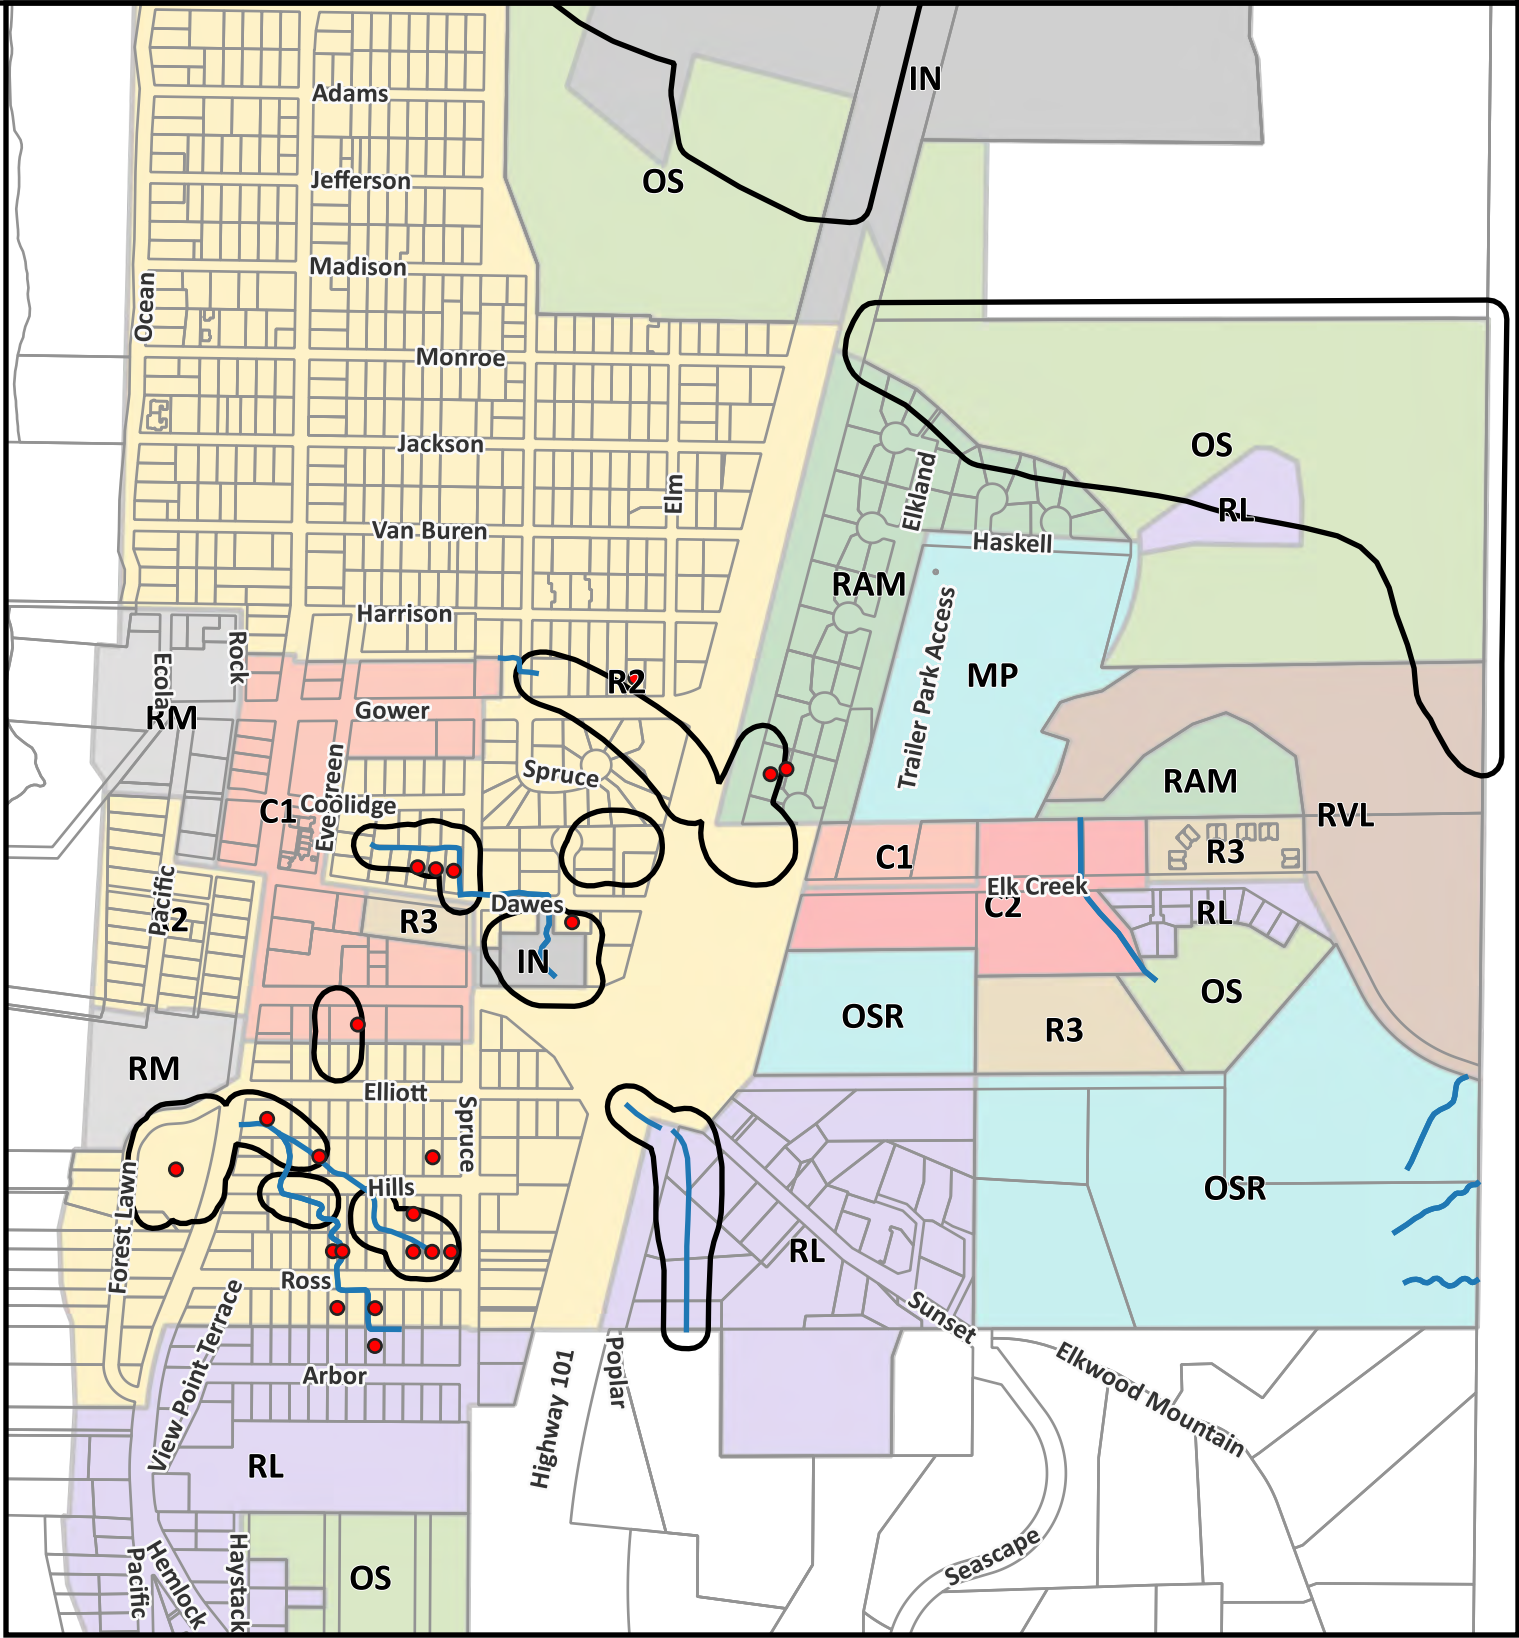 IN
Adams
Jefferson
OS
Madison
Ocean
Monroe
Jackson
OS
Elm
Elkland
RL
Van Buren
Haskell
RAM
Harrison
Rock
Ecola
Trailer Park Access
R2
MP
RM
Gower
Evergreen
Spruce
RAM
C1
Coolidge
RVL
C1
R3
Elk Creek
Pacific
R3
Dawes
C2
RL
IN
OS
OSR
R3
RM
Elliott
Spruce
Hills
OSR
Forest Lawn
RL
Ross
View Point Terrace
Sunset
Arbor
Highway 101
Poplar
Elkwood Mountain
RL
Seascape
OS
Pacific
Hemlock
Haystack